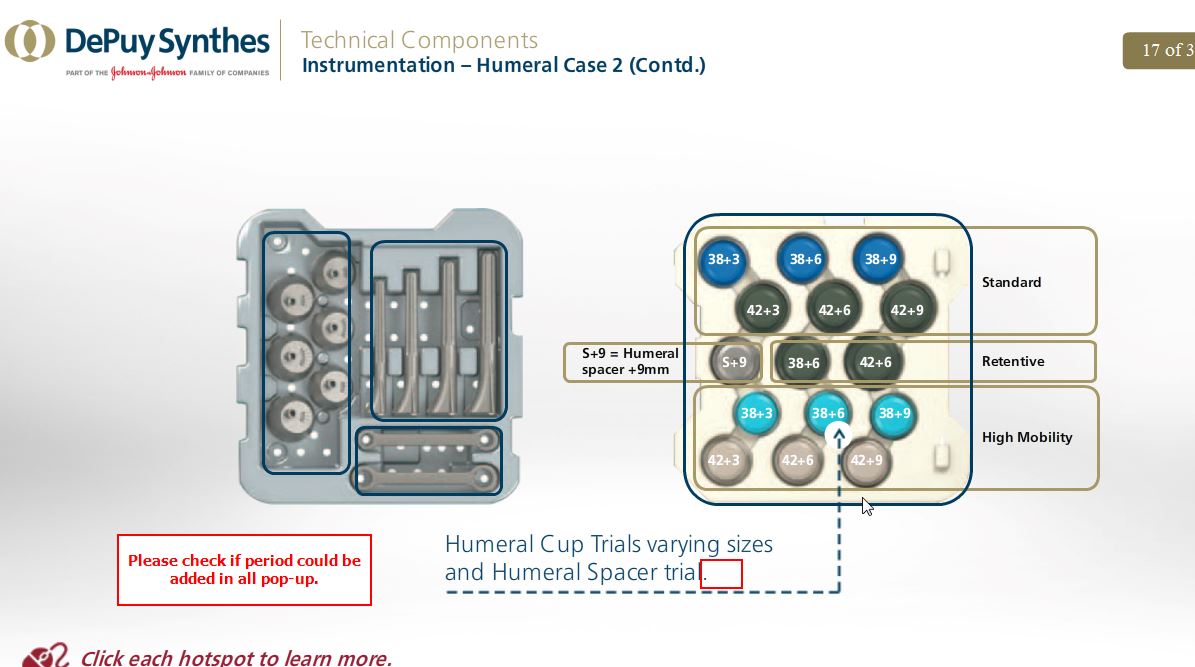 DePuy Synthes
PART OF THE Johnson & Johnson FAMILY OF COMPANIES
Technical Components
Instrumentation – Humeral Case 2 (Contd.)
17 of 3
38+3 38+6 38+9
Standard
42+3 42+6 42+9
S+9 = Humeral
spacer +9mm
S+9 38+6 42+6
Retentive
38+3 38+6 38+9
High Mobility
42+3 42+6 42+9
Humeral Cup Trials varying sizes
and Humeral Spacer trial.
Please check if period could be
added in all pop-up.
Click each hotspot to learn more.